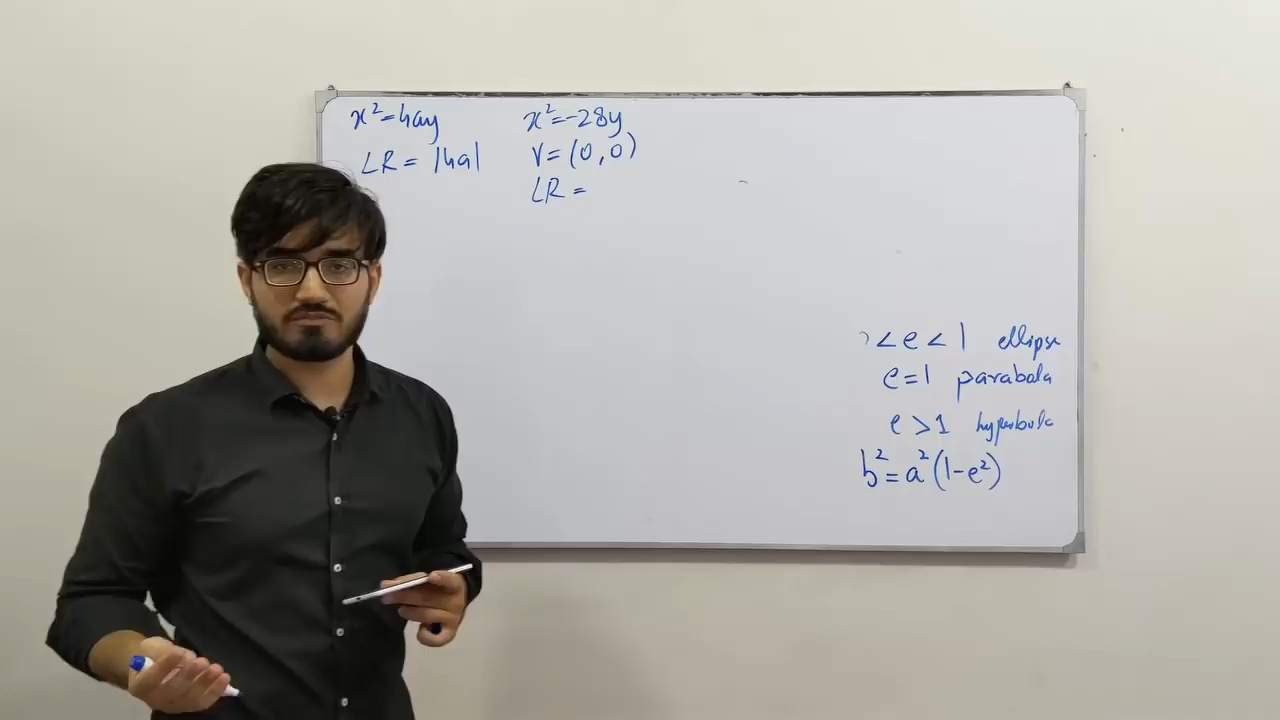 x²=4ay
LR = |4a|
x²=-28y
V=(0,0)
LR =
<e<1 ellipse
e=1 parabola
e>1 hyperbola
b²=a²(1-e²)